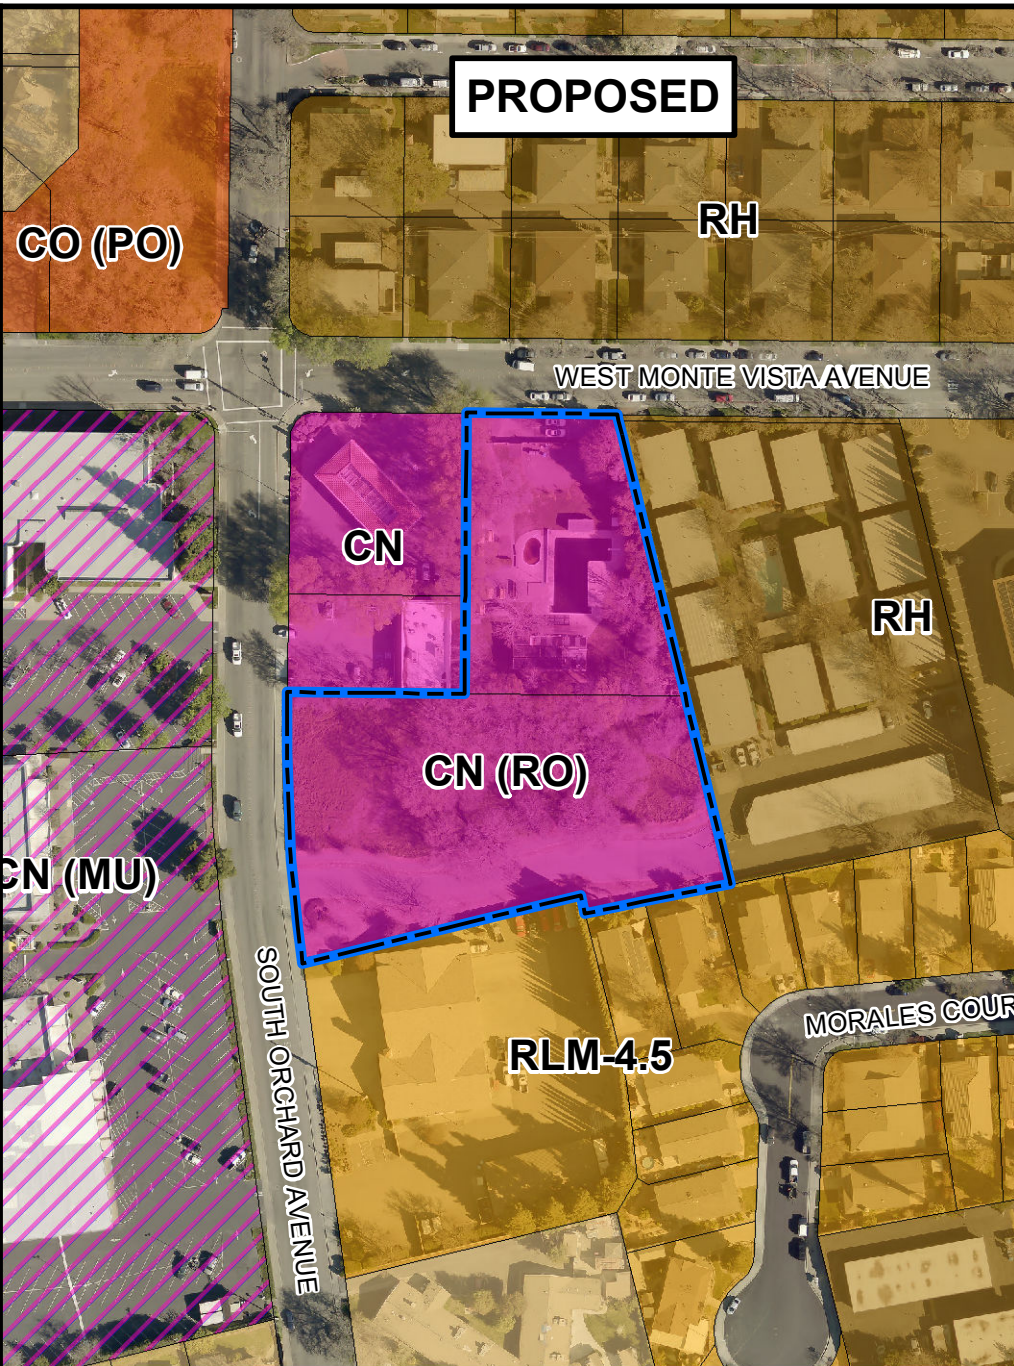 PROPOSED
RH
CO (PO)
WEST MONTE VISTA AVENUE
CN
RH
CN (RO)
CN (MU)
SOUTH ORCHARD AVENUE
MORALES COUR
RLM-4.5